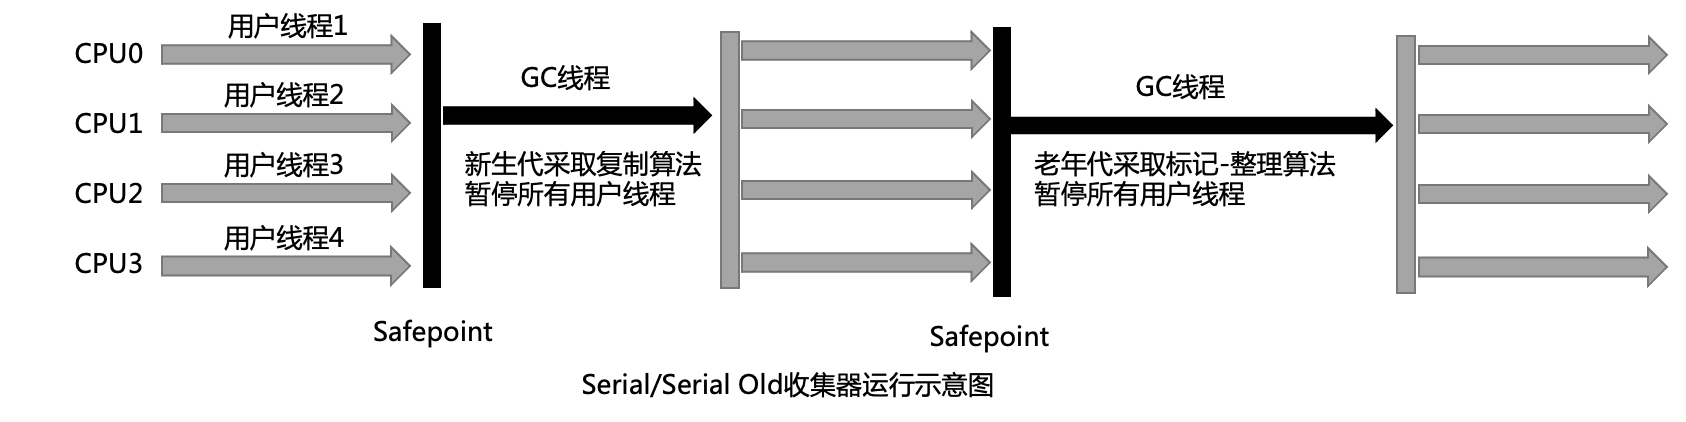 用户线程1
CPU0
用户线程2
CPU1
用户线程3
CPU2
用户线程4
CPU3
GC线程
新生代采取复制算法
暂停所有用户线程
GC线程
老年代采取标记-整理算法
暂停所有用户线程
Safepoint
Safepoint
Serial/Serial Old收集器运行示意图